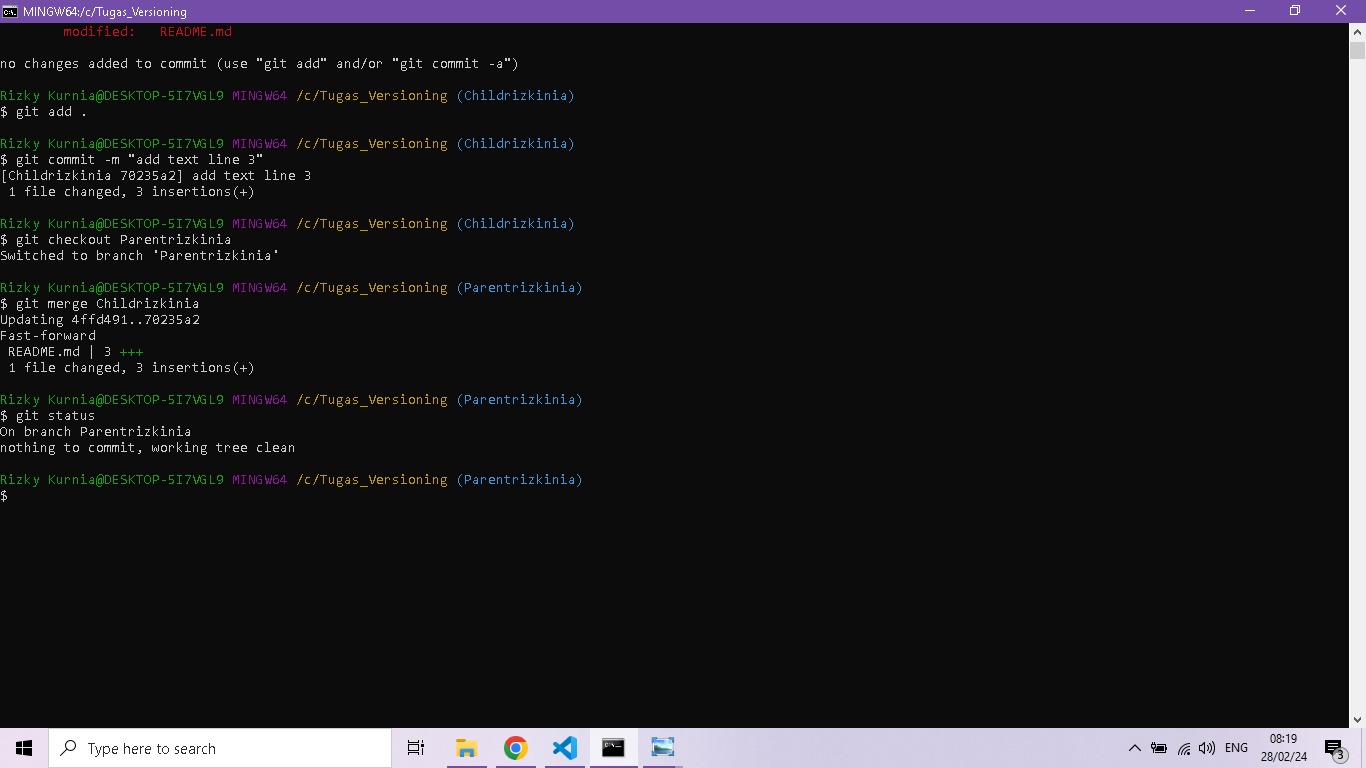 MINGW64:/c/Tugas_Versioning
modified: README.md
no changes added to commit (use "git add" and/or "git commit -a")
Rizky Kurnia@DESKTOP-5I7VGL9 MINGW64 /c/Tugas_Versioning (Childrizkinia)
$ git add .
Rizky Kurnia@DESKTOP-5I7VGL9 MINGW64 /c/Tugas_Versioning (Childrizkinia)
$ git commit -m "add text line 3"
[Childrizkinia 70235a2] add text line 3
1 file changed, 3 insertions(+)
Rizky Kurnia@DESKTOP-5I7VGL9 MINGW64 /c/Tugas_Versioning (Childrizkinia)
$ git checkout Parentrizkinia
Switched to branch 'Parentrizkinia'
Rizky Kurnia@DESKTOP-5I7VGL9 MINGW64 /c/Tugas_Versioning (Parentrizkinia)
$ git merge Childrizkinia
Updating 4ffd491..70235a2
Fast-forward
README.md | 3 +++
1 file changed, 3 insertions(+)
Rizky Kurnia@DESKTOP-5I7VGL9 MINGW64 /c/Tugas_Versioning (Parentrizkinia)
$ git status
On branch Parentrizkinia
nothing to commit, working tree clean
Rizky Kurnia@DESKTOP-5I7VGL9 MINGW64 /c/Tugas_Versioning (Parentrizkinia)
$
Type here to search
ENG
08:19
28/02/24
3